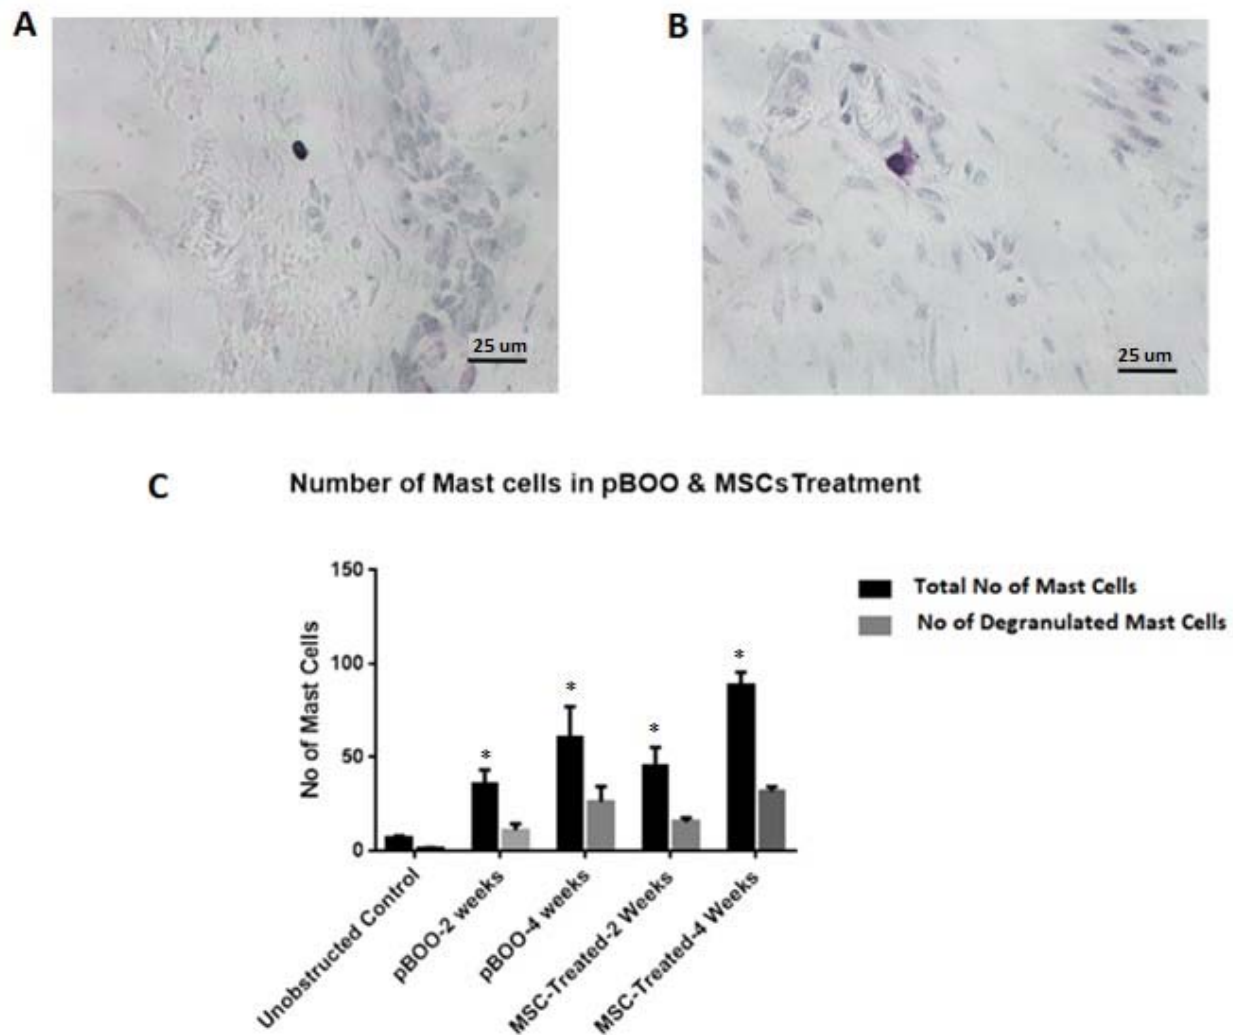 A
B
25 um
25 um
C
Number of Mast cells in pBOO & MSCsTreatment
150
100
50
0
No of Mast Cells
*
*
*
*
Total No of Mast Cells
No of Degranulated Mast Cells
Unobstructed Control
pBOO-2 weeks
pBOO-4 weeks
MSC-Treated-2 Weeks
MSC-Treated-4 Weeks